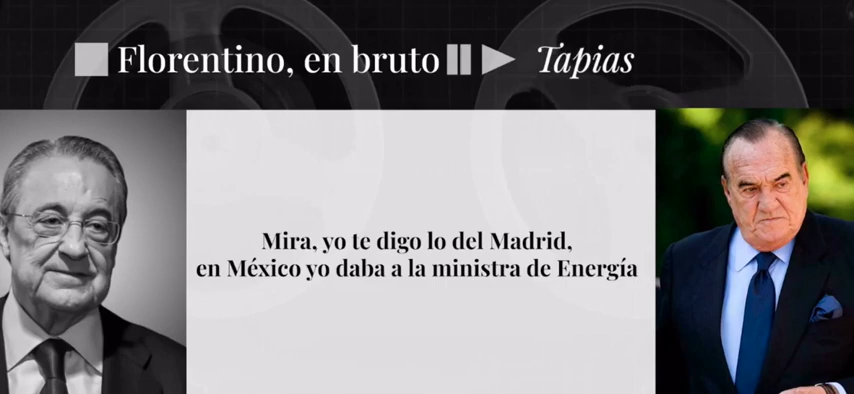 Florentino, en bruto Tapias
Mira, yo te digo lo del Madrid,
en México yo daba a la ministra de Energía